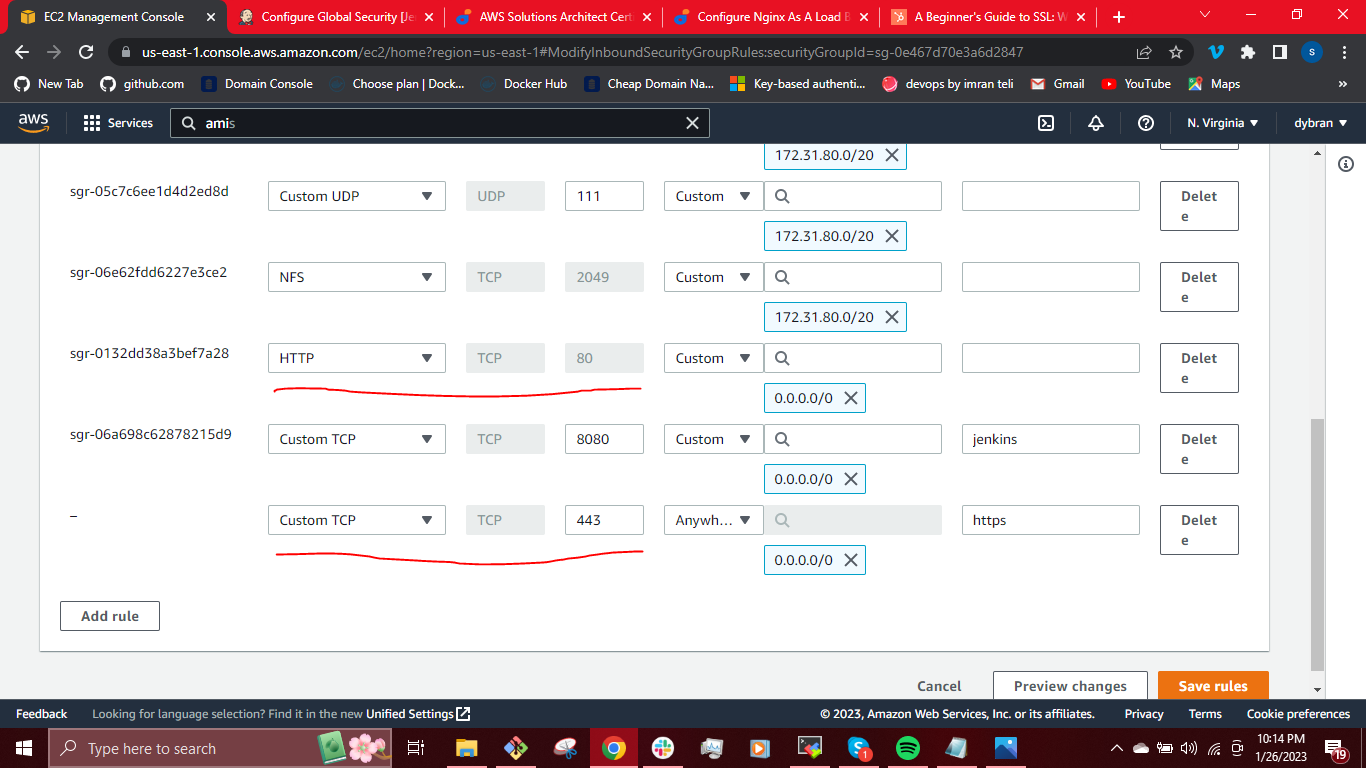 EC2 Management Console
Configure Global Security [Je
AWS Solutions Architect Cert
Configure Nginx As A Load B
A Beginner's Guide to SSL: W
us-east-1.console.aws.amazon.com/ec2/home?region=us-east-1#ModifyInboundSecurityGroupRules:securityGroupId=sg-0e467d70e3a6d2847
S
New Tab github.com Domain Console Choose plan | Dock... Docker Hub Cheap Domain Na... Key-based authenti... devops by imran teli Gmail YouTube Maps »
aws Services amis N. Virginia dybran
172.31.80.0/20
sgr-05c7c6ee1d4d2ed8d Custom UDP UDP 111 Custom Delet
e
172.31.80.0/20
sgr-06e62fdd6227e3ce2 NFS TCP 2049 Custom Delet
e
172.31.80.0/20
sgr-0132dd38a3bef7a28 HTTP TCP 80 Custom Delet
e
0.0.0.0/0
sgr-06a698c62878215d9 Custom TCP TCP 8080 Custom jenkins Delet
e
0.0.0.0/0
– Custom TCP TCP 443 Anywh... https Delet
e
0.0.0.0/0
Add rule
Cancel Preview changes Save rules
Feedback Looking for language selection? Find it in the new Unified Settings © 2023, Amazon Web Services, Inc. or its affiliates. Privacy Terms Cookie preferences
Type here to search 1 10:14 PM
1/26/2023 19